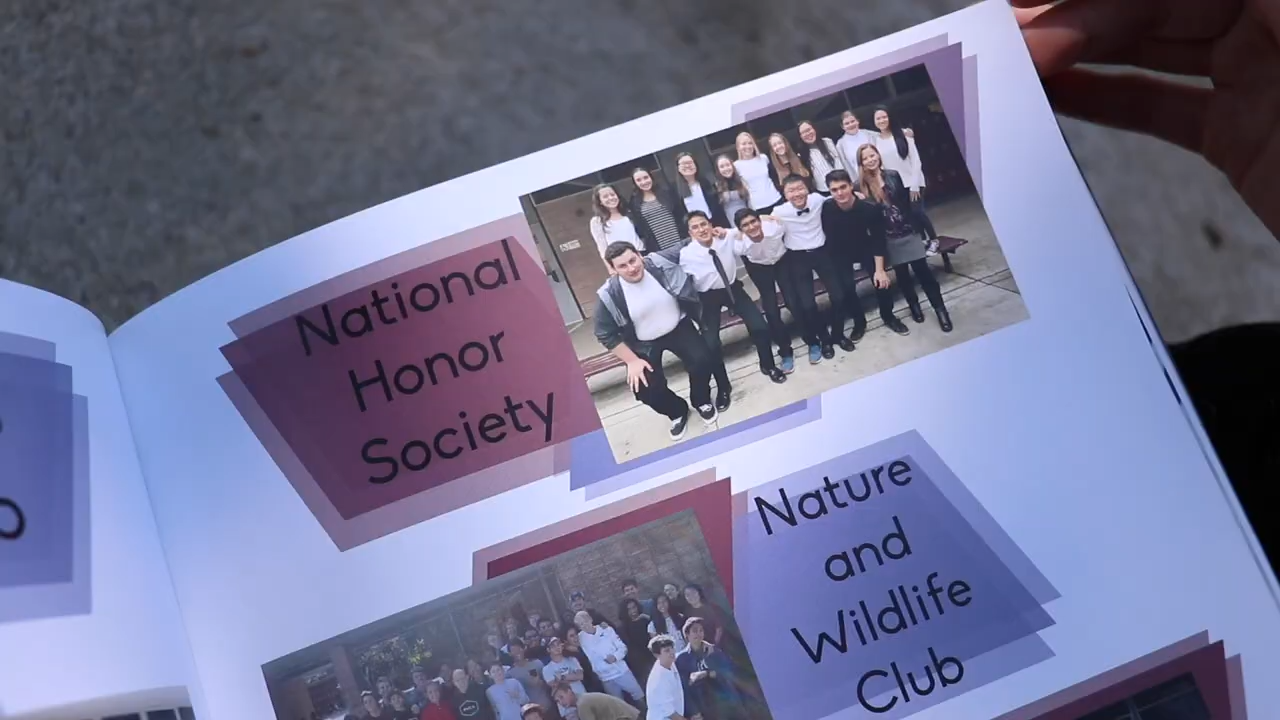 National
Honor
Society
Nature
and
Wildlife
Club